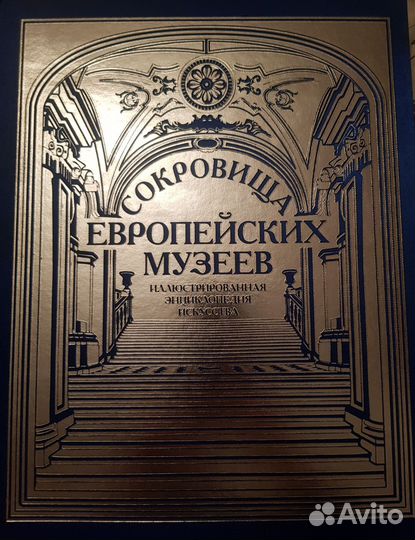 СОКРОВИЩА
ЕВРОПЕЙСКИХ
МУЗЕЕВ
ИЛЛЮСТРИРОВАННАЯ
ЭНЦИКЛОПЕДИЯ
ИСКУССТВА
Avito